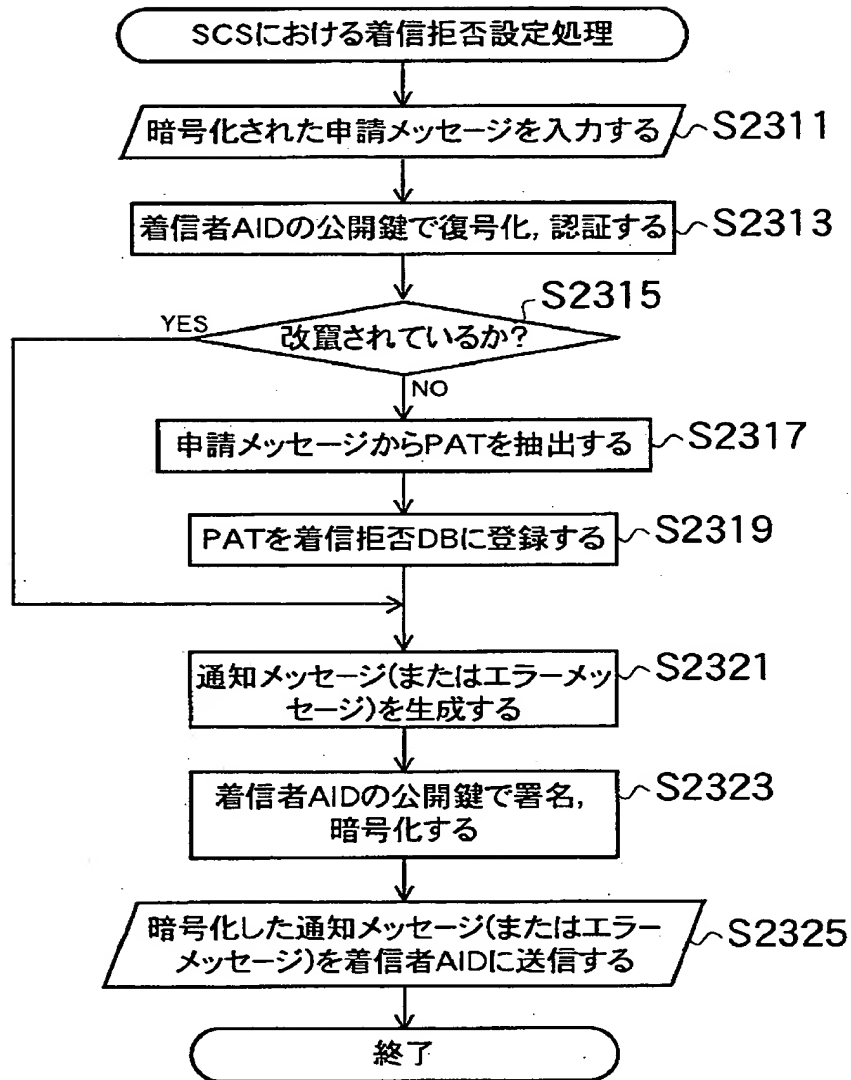 SCSにおける着信拒否設定処理
暗号化された申請メッセージを入力する
S2311
着信者AIDの公開鍵で復号化, 認証する
S2313
S2315
YES
改竄されているか?
NO
申請メッセージからPATを抽出する
S2317
PATを着信拒否DBに登録する
S2319
通知メッセージ(またはエラーメッ
セージ)を生成する
S2321
着信者AIDの公開鍵で署名,
暗号化する
S2323
暗号化した通知メッセージ(またはエラー
メッセージ)を着信者AIDに送信する
S2325
終了